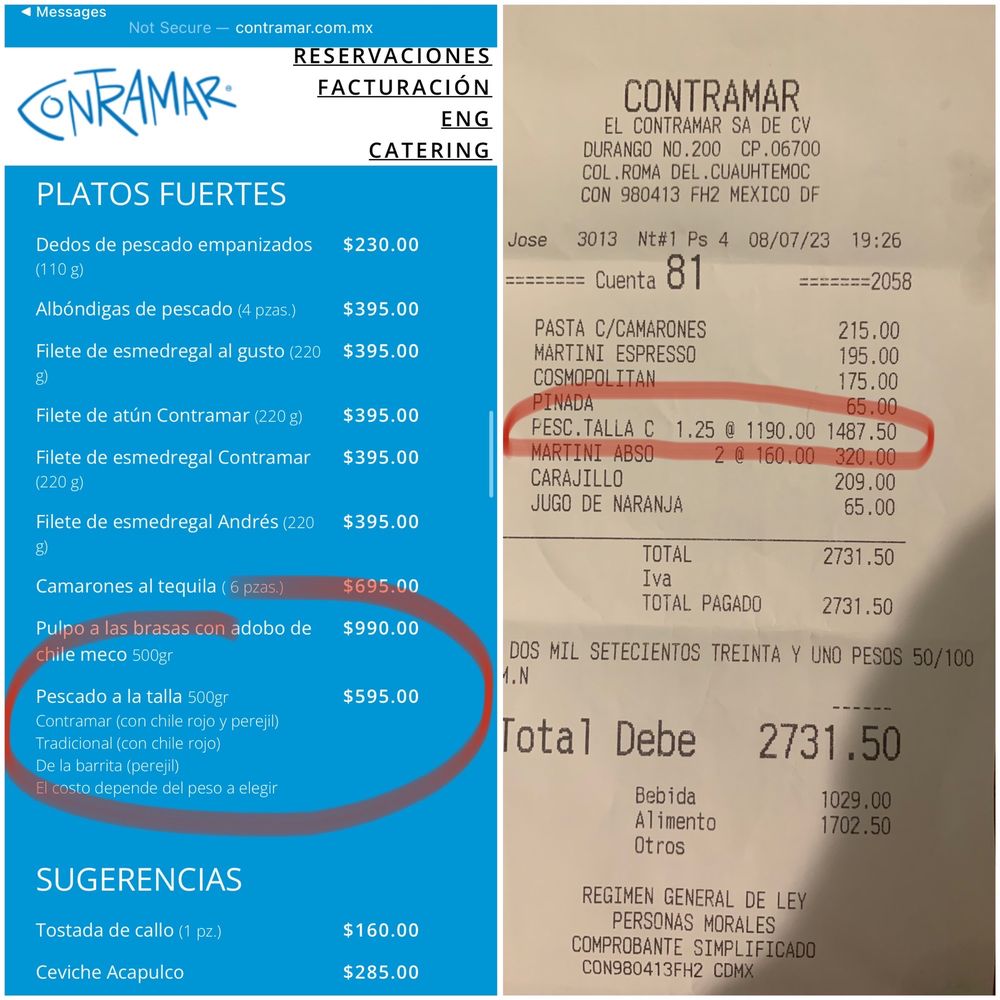 Messages
Not Secure — contramar.com.mx
CONTRAMAR®
RESERVACIONES
FACTURACIÓN
ENG
CATERING
PLATOS FUERTES
Dedos de pescado empanizados $230.00
(110 g)
Albóndigas de pescado (4 pzas.) $395.00
Filete de esmedregal al gusto (220 $395.00
g)
Filete de atún Contramar (220 g) $395.00
Filete de esmedregal Contramar $395.00
(220 g)
Filete de esmedregal Andrés (220 $395.00
g)
Camarones al tequila ( 6 pzas.) $695.00
Pulpo a las brasas con adobo de $990.00
chile meco 500gr
Pescado a la talla 500gr $595.00
Contramar (con chile rojo y perejil)
Tradicional (con chile rojo)
De la barrita (perejil)
El costo depende del peso a elegir
SUGERENCIAS
Tostada de callo (1 pz.) $160.00
Ceviche Acapulco $285.00
CONTRAMAR
EL CONTRAMAR SA DE CV
DURANGO NO.200 CP.06700
COL.ROMA DEL.CUAUHTEMOC
CON 980413 FH2 MEXICO DF
Jose 3013 Nt#1 Ps 4 08/07/23 19:26
======== Cuenta 81 =======2058
PASTA C/CAMARONES 215.00
MARTINI ESPRESSO 195.00
COSMOPOLITAN 175.00
PINADA 65.00
PESC.TALLA C 1.25 @ 1190.00 1487.50
MARTINI ABSO 2 @ 160.00 320.00
CARAJILLO 209.00
JUGO DE NARANJA 65.00
TOTAL 2731.50
Iva
TOTAL PAGADO 2731.50
DOS MIL SETECIENTOS TREINTA Y UNO PESOS 50/100
M.N
------
Total Debe 2731.50
Bebida 1029.00
Alimento 1702.50
Otros
REGIMEN GENERAL DE LEY
PERSONAS MORALES
COMPROBANTE SIMPLIFICADO
CON980413FH2 CDMX